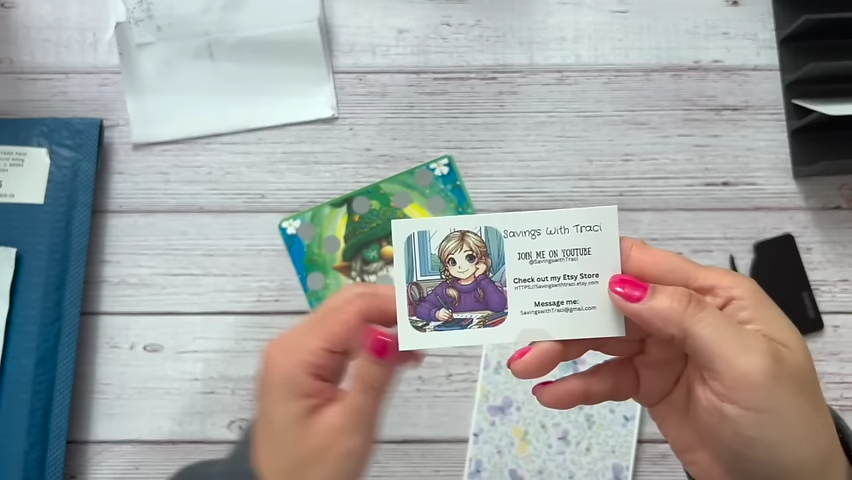 Savings With Traci
JOIN ME ON YOUTUBE
@SavingswithTraci
Check out my Etsy Store
HTTPS://Savingswithtraci.etsy.com
Message me:
SavingswithTraci@gmail.com